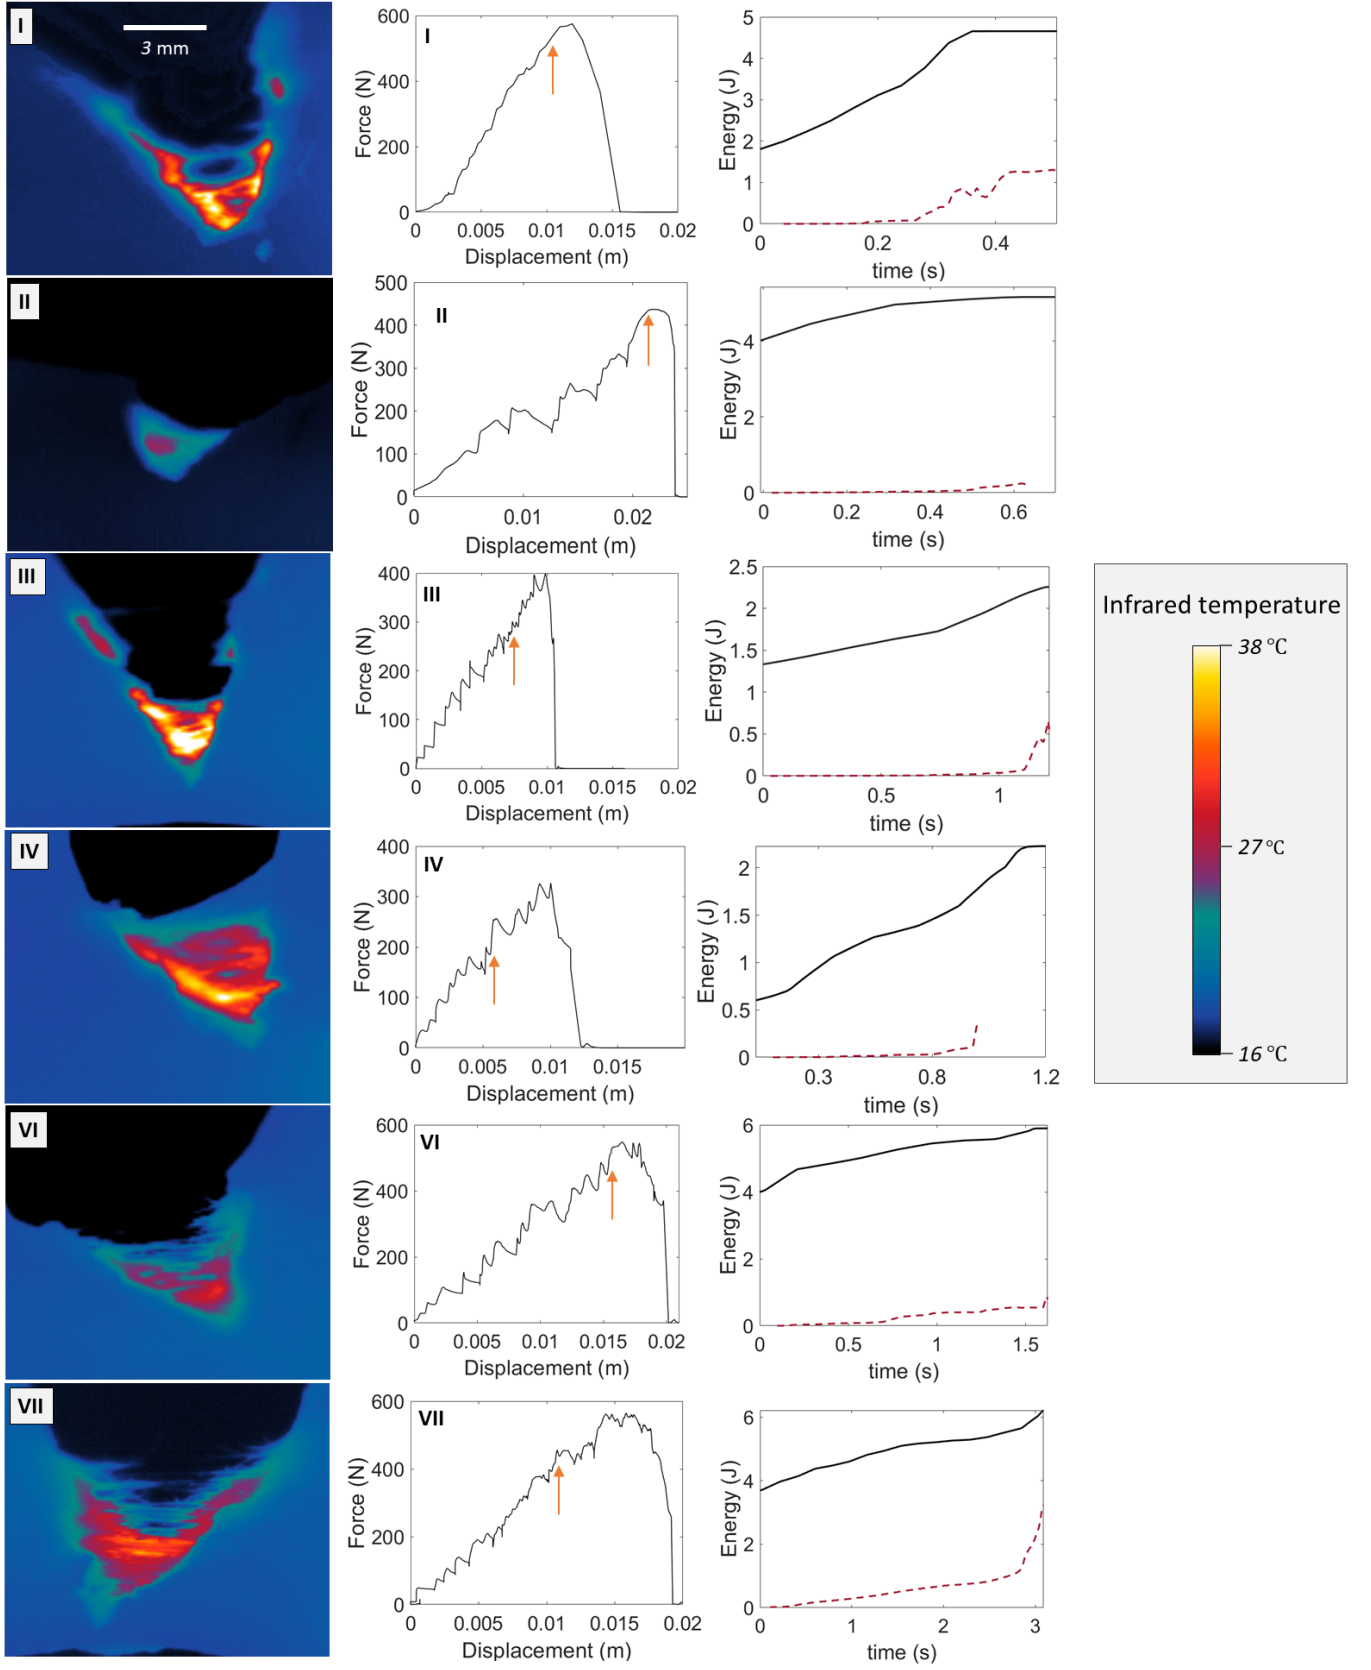 I
3 mm
600
400
200
0
Force (N)
I
0 0.005 0.01 0.015 0.02
Displacement (m)
5
4
3
2
1
0
Energy (J)
0 0.2 0.4
time (s)
II
500
400
300
200
100
0
Force (N)
II
0 0.01 0.02
Displacement (m)
4
2
0
Energy (J)
0 0.2 0.4 0.6
time (s)
III
400
300
200
100
0
Force (N)
III
0 0.005 0.01 0.015 0.02
Displacement (m)
2.5
2
1.5
1
0.5
0
Energy (J)
0 0.5 1
time (s)
Infrared temperature
38 °C
27 °C
16 °C
IV
400
300
200
100
0
Force (N)
IV
0 0.005 0.01 0.015
Displacement (m)
2
1.5
1
0.5
0
Energy (J)
0.3 0.8 1.2
time (s)
VI
600
400
200
0
Force (N)
VI
0 0.005 0.01 0.015 0.02
Displacement (m)
6
4
2
0
Energy (J)
0 0.5 1 1.5
time (s)
VII
600
400
200
0
Force (N)
VII
0 0.005 0.01 0.015 0.02
Displacement (m)
6
4
2
0
Energy (J)
0 1 2 3
time (s)